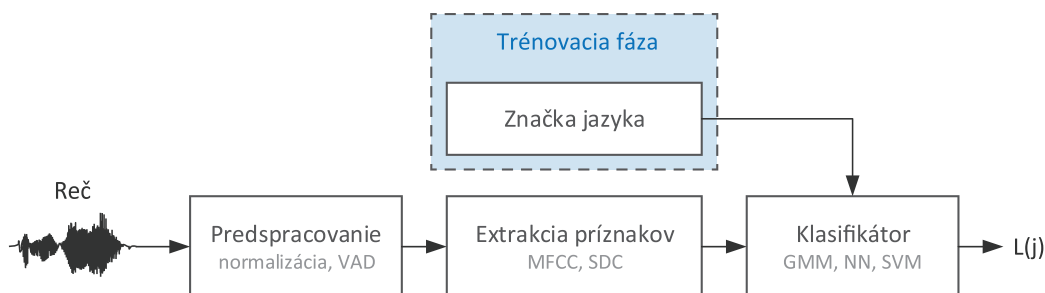 Trénovacia fáza
Značka jazyka
Reč
Predspracovanie
normalizácia, VAD
Extrakcia príznakov
MFCC, SDC
Klasifikátor
GMM, NN, SVM
L(j)